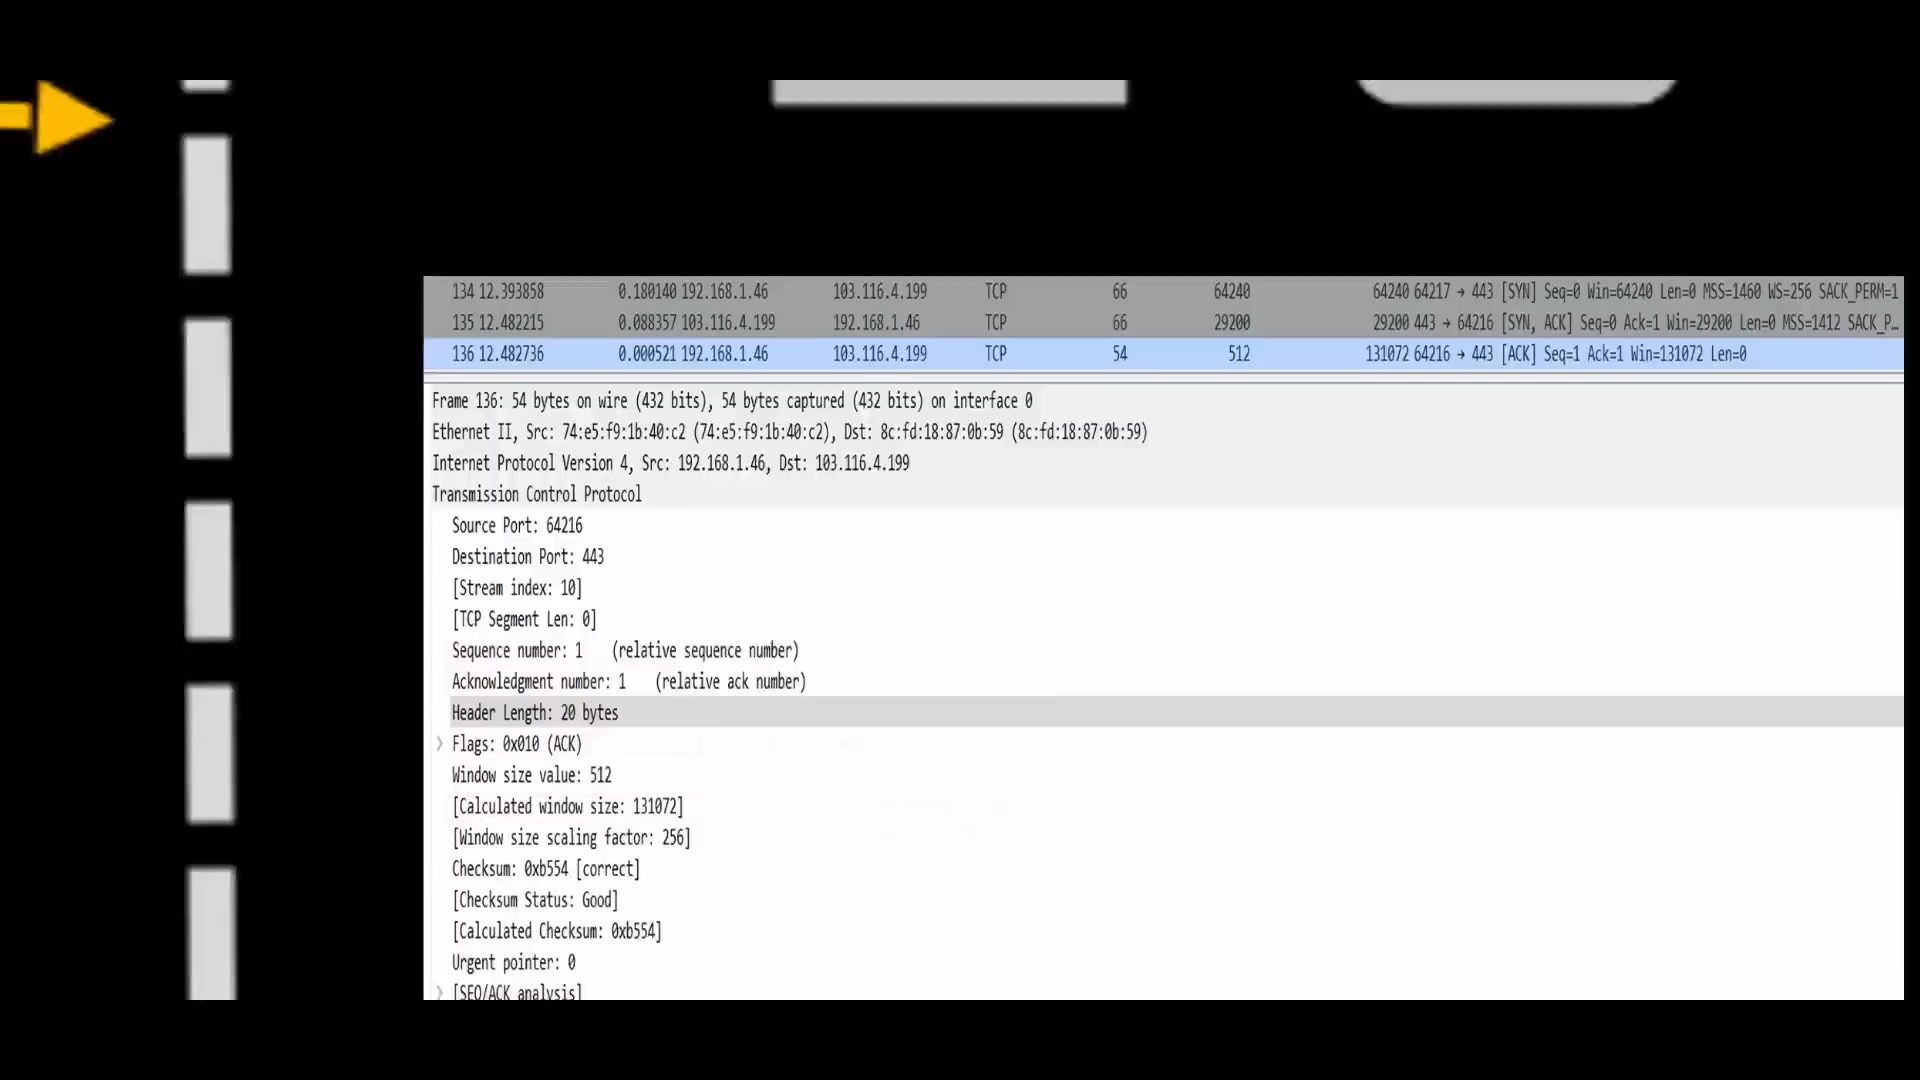 134 12.393858 0.180140 192.168.1.46 103.116.4.199 TCP 66 64240 64240 64217 → 443 [SYN] Seq=0 Win=64240 Len=0 MSS=1460 WS=256 SACK_PERM=1
135 12.482215 0.088357 103.116.4.199 192.168.1.46 TCP 66 29200 29200 443 → 64216 [SYN, ACK] Seq=0 Ack=1 Win=29200 Len=0 MSS=1412 SACK_P…
136 12.482736 0.000521 192.168.1.46 103.116.4.199 TCP 54 512 131072 64216 → 443 [ACK] Seq=1 Ack=1 Win=131072 Len=0
Frame 136: 54 bytes on wire (432 bits), 54 bytes captured (432 bits) on interface 0
Ethernet II, Src: 74:e5:f9:1b:40:c2 (74:e5:f9:1b:40:c2), Dst: 8c:fd:18:87:0b:59 (8c:fd:18:87:0b:59)
Internet Protocol Version 4, Src: 192.168.1.46, Dst: 103.116.4.199
Transmission Control Protocol
Source Port: 64216
Destination Port: 443
[Stream index: 10]
[TCP Segment Len: 0]
Sequence number: 1 (relative sequence number)
Acknowledgment number: 1 (relative ack number)
Header Length: 20 bytes
Flags: 0x010 (ACK)
Window size value: 512
[Calculated window size: 131072]
[Window size scaling factor: 256]
Checksum: 0xb554 [correct]
[Checksum Status: Good]
[Calculated Checksum: 0xb554]
Urgent pointer: 0
[SEQ/ACK analysis]